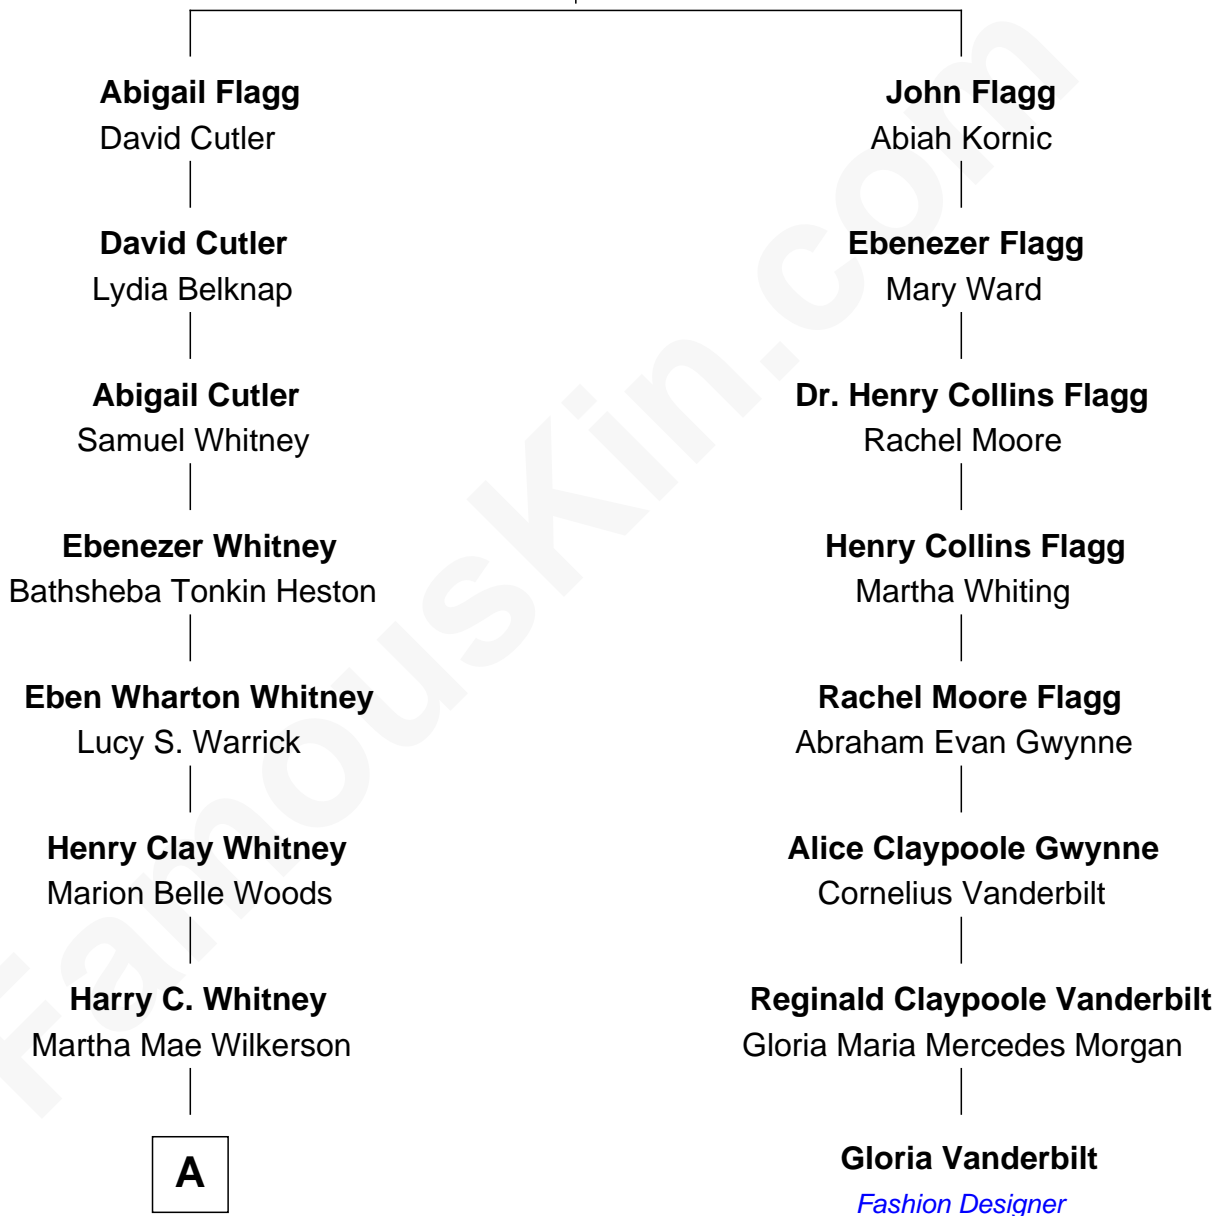 Abigail Flagg
David Cutler
David Cutler
Lydia Belknap
Abigail Cutler
Samuel Whitney
Ebenezer Whitney
Bathsheba Tonkin Heston
Eben Wharton Whitney
Lucy S. Warrick
Henry Clay Whitney
Marion Belle Woods
Harry C. Whitney
Martha Mae Wilkerson
A
John Flagg
Abiah Kornic
Ebenezer Flagg
Mary Ward
Dr. Henry Collins Flagg
Rachel Moore
Henry Collins Flagg
Martha Whiting
Rachel Moore Flagg
Abraham Evan Gwynne
Alice Claypoole Gwynne
Cornelius Vanderbilt
Reginald Claypoole Vanderbilt
Gloria Maria Mercedes Morgan
Gloria Vanderbilt
Fashion Designer
FamousKin.com